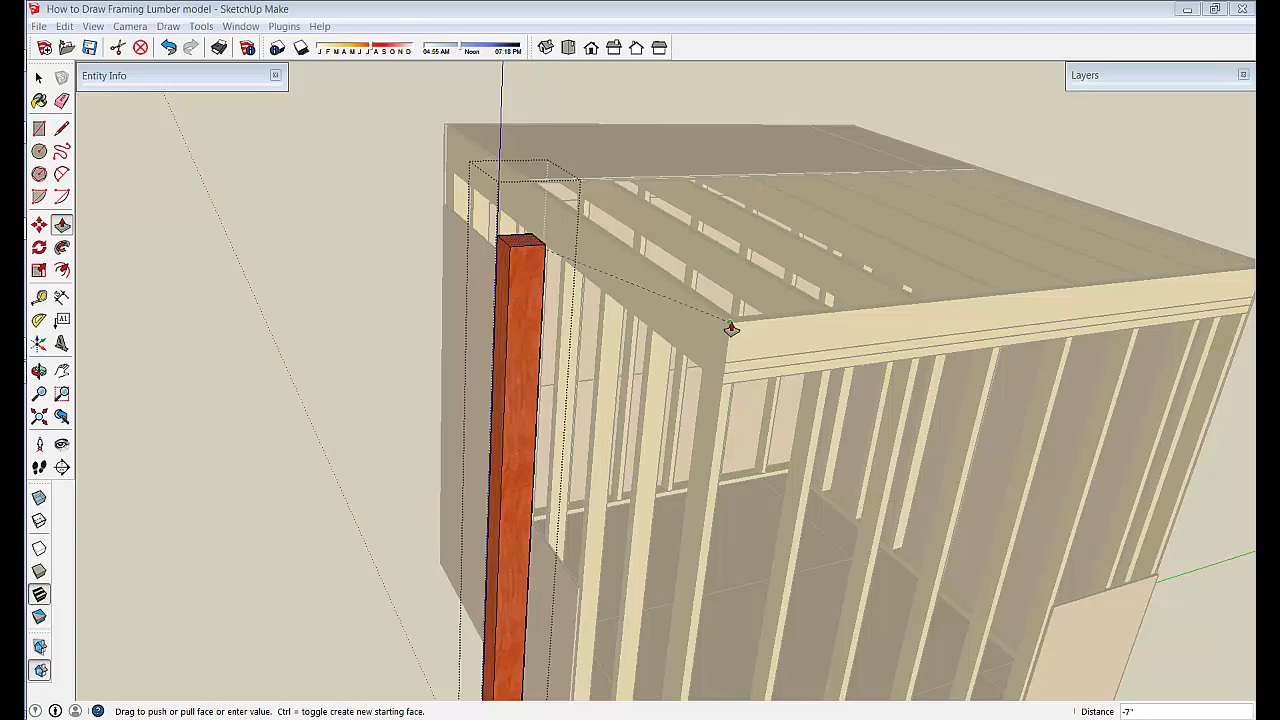 How to Draw Framing Lumber model - SketchUp Make
File Edit View Camera Draw Tools Window Plugins Help
J F M A M J J A S O N D
04:55 AM Noon 07:18 PM
Entity Info
Layers
A1
Drag to push or pull face or enter value. Ctrl = toggle create new starting face.
Distance -7"